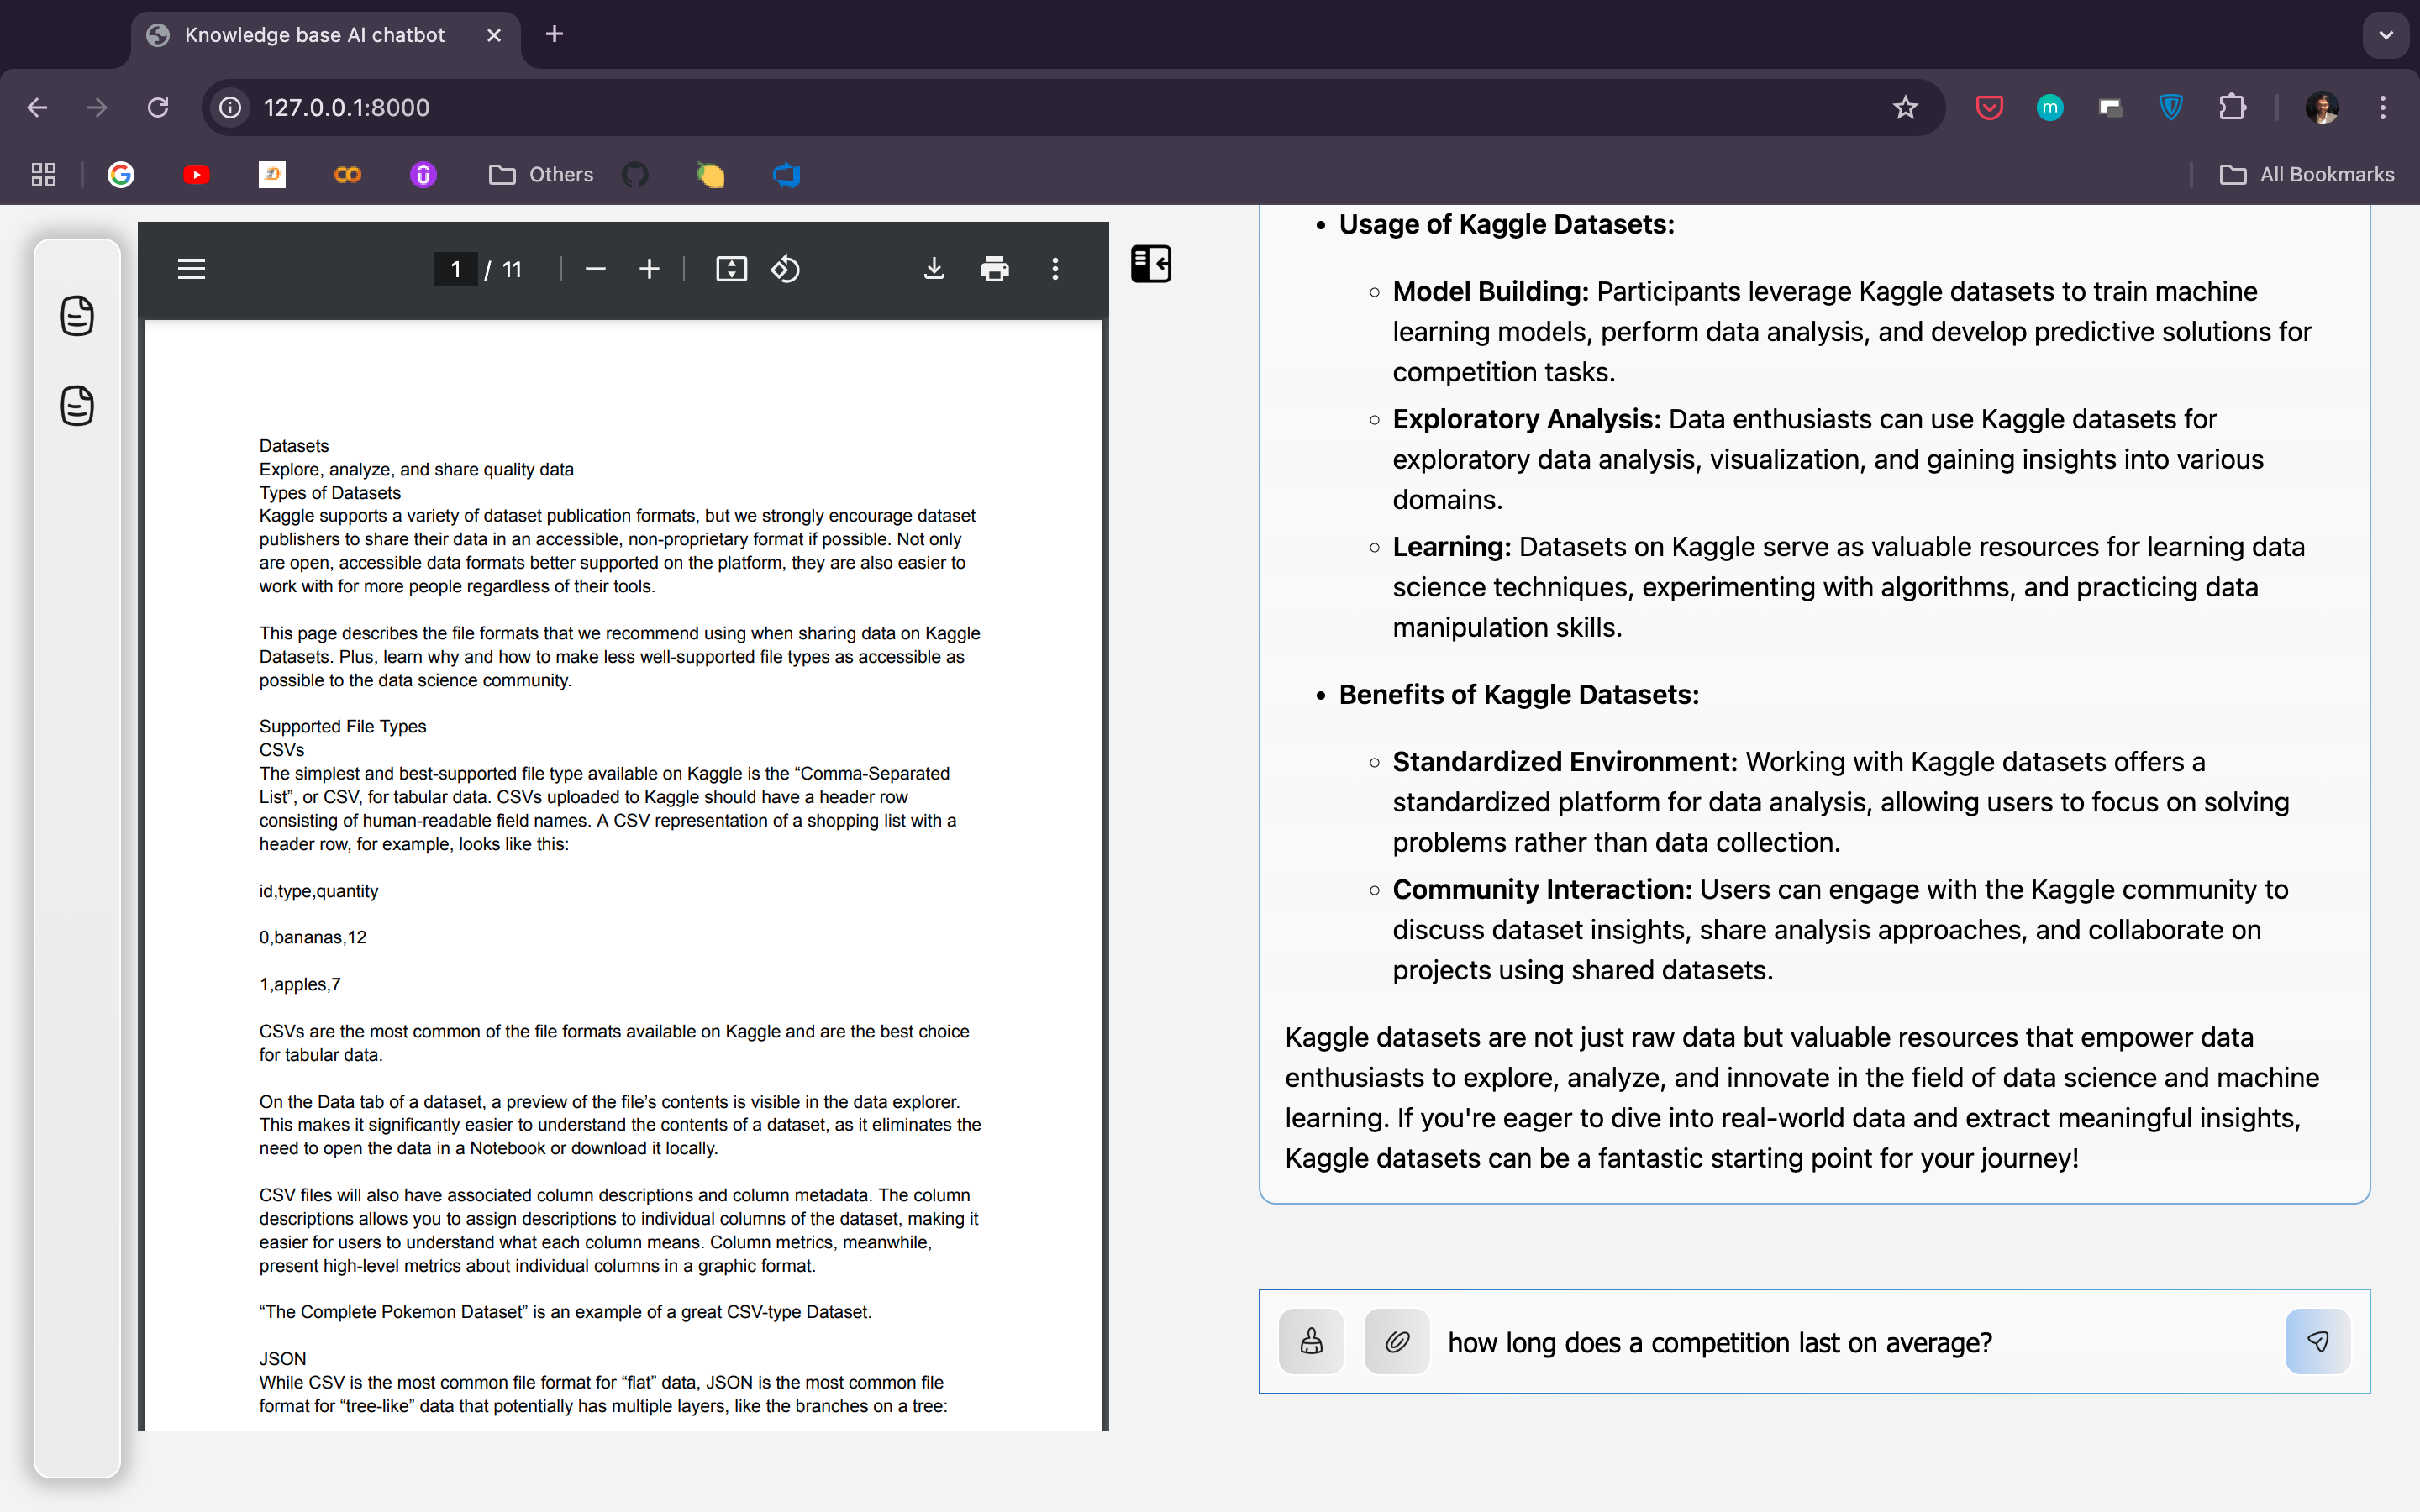 Knowledge base AI chatbot
127.0.0.1:8000
m
Others
All Bookmarks
1 / 11
Datasets
Explore, analyze, and share quality data
Types of Datasets
Kaggle supports a variety of dataset publication formats, but we strongly encourage dataset
publishers to share their data in an accessible, non-proprietary format if possible. Not only
are open, accessible data formats better supported on the platform, they are also easier to
work with for more people regardless of their tools.
This page describes the file formats that we recommend using when sharing data on Kaggle
Datasets. Plus, learn why and how to make less well-supported file types as accessible as
possible to the data science community.
Supported File Types
CSVs
The simplest and best-supported file type available on Kaggle is the “Comma-Separated
List”, or CSV, for tabular data. CSVs uploaded to Kaggle should have a header row
consisting of human-readable field names. A CSV representation of a shopping list with a
header row, for example, looks like this:
id,type,quantity
0,bananas,12
1,apples,7
CSVs are the most common of the file formats available on Kaggle and are the best choice
for tabular data.
On the Data tab of a dataset, a preview of the file’s contents is visible in the data explorer.
This makes it significantly easier to understand the contents of a dataset, as it eliminates the
need to open the data in a Notebook or download it locally.
CSV files will also have associated column descriptions and column metadata. The column
descriptions allows you to assign descriptions to individual columns of the dataset, making it
easier for users to understand what each column means. Column metrics, meanwhile,
present high-level metrics about individual columns in a graphic format.
“The Complete Pokemon Dataset” is an example of a great CSV-type Dataset.
JSON
While CSV is the most common file format for “flat” data, JSON is the most common file
format for “tree-like” data that potentially has multiple layers, like the branches on a tree:
• Usage of Kaggle Datasets:
◦ Model Building: Participants leverage Kaggle datasets to train machine
learning models, perform data analysis, and develop predictive solutions for
competition tasks.
◦ Exploratory Analysis: Data enthusiasts can use Kaggle datasets for
exploratory data analysis, visualization, and gaining insights into various
domains.
◦ Learning: Datasets on Kaggle serve as valuable resources for learning data
science techniques, experimenting with algorithms, and practicing data
manipulation skills.
• Benefits of Kaggle Datasets:
◦ Standardized Environment: Working with Kaggle datasets offers a
standardized platform for data analysis, allowing users to focus on solving
problems rather than data collection.
◦ Community Interaction: Users can engage with the Kaggle community to
discuss dataset insights, share analysis approaches, and collaborate on
projects using shared datasets.
Kaggle datasets are not just raw data but valuable resources that empower data
enthusiasts to explore, analyze, and innovate in the field of data science and machine
learning. If you're eager to dive into real-world data and extract meaningful insights,
Kaggle datasets can be a fantastic starting point for your journey!
how long does a competition last on average?